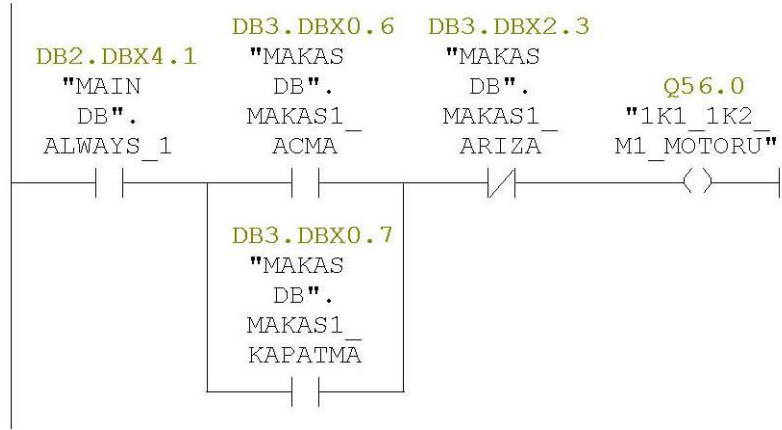 DB2.DBX4.1
"MAIN
DB".
ALWAYS_1
DB3.DBX0.6
"MAKAS
DB".
MAKAS1_
ACMA
DB3.DBX2.3
"MAKAS
DB".
MAKAS1_
ARIZA
Q56.0
"1K1_1K2_
M1_MOTORU"
DB3.DBX0.7
"MAKAS
DB".
MAKAS1_
KAPATMA